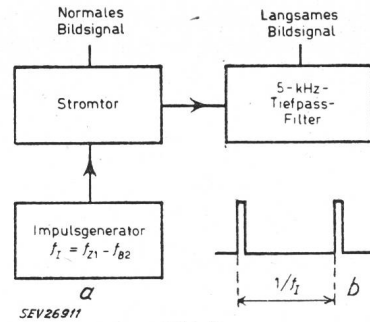 Normales
Bildsignal
Langsames
Bildsignal
Stromtor
5-kHz-
Tiefpass-
Filter
Impulsgenerator
f_I = f_Z1 - f_B2
a
1/f_I
b
SEV26911